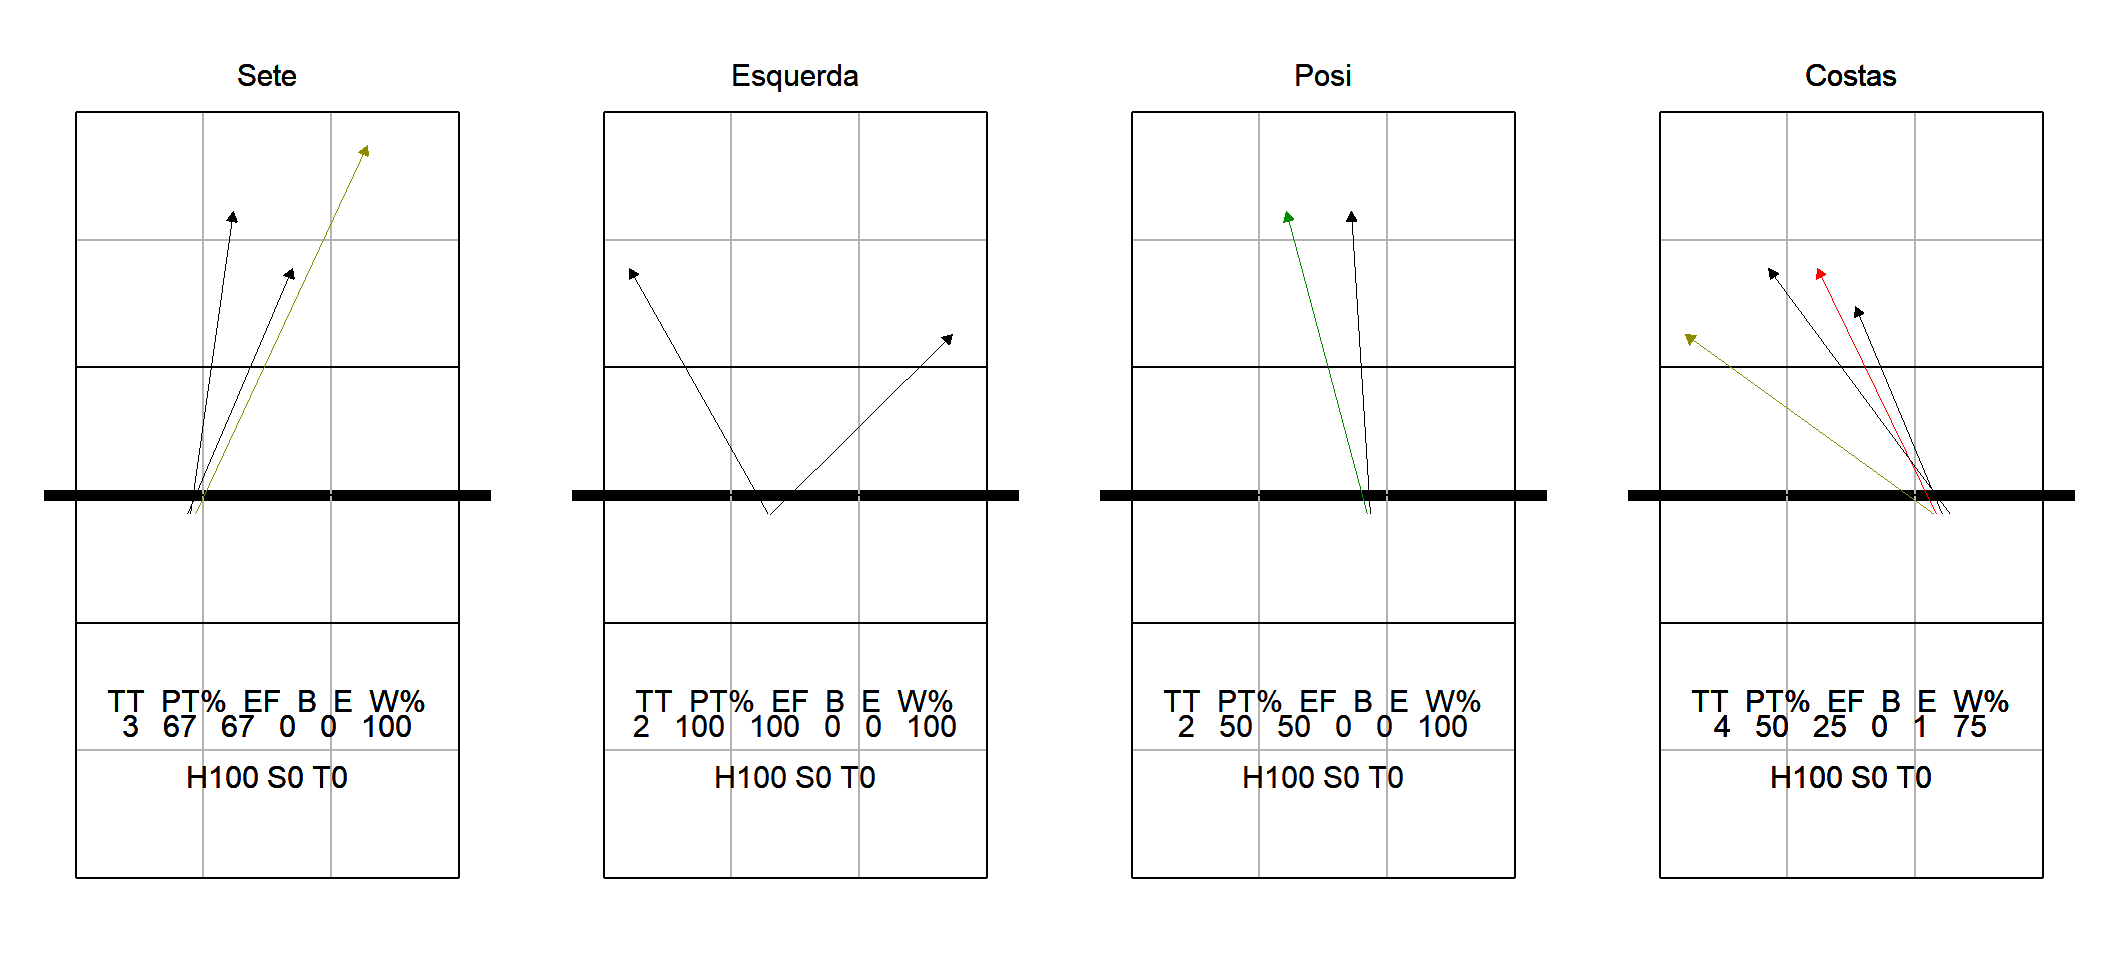 Sete
TT PT% EF B E W%
3 67 67 0 0 100
H100 S0 T0
Esquerda
TT PT% EF B E W%
2 100 100 0 0 100
H100 S0 T0
Posi
TT PT% EF B E W%
2 50 50 0 0 100
H100 S0 T0
Costas
TT PT% EF B E W%
4 50 25 0 1 75
H100 S0 T0